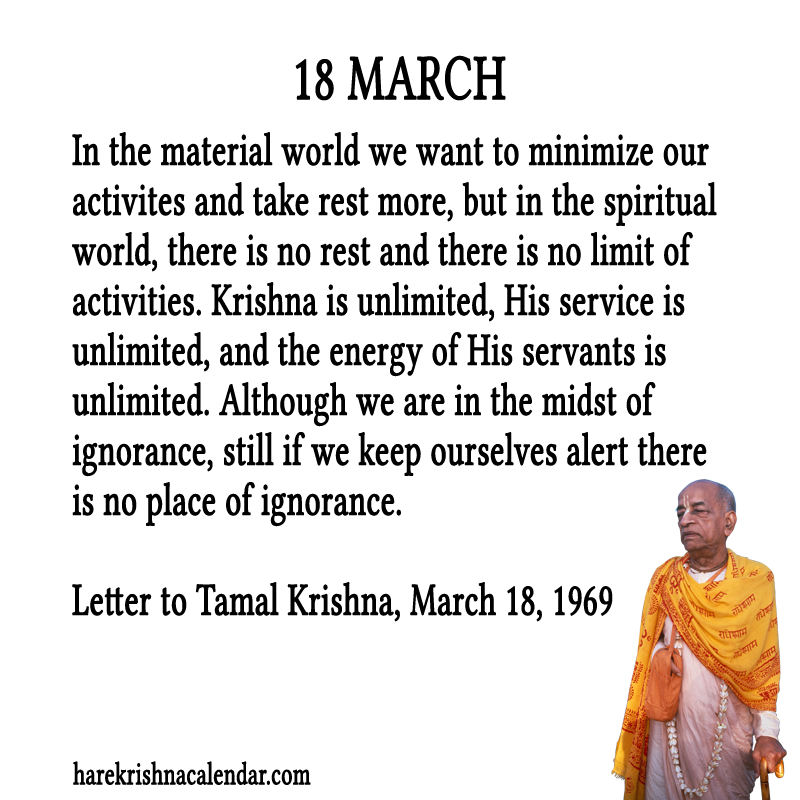 18 MARCH
In the material world we want to minimize our
activites and take rest more, but in the spiritual
world, there is no rest and there is no limit of
activities. Krishna is unlimited, His service is
unlimited, and the energy of His servants is
unlimited. Although we are in the midst of
ignorance, still if we keep ourselves alert there
is no place of ignorance.
Letter to Tamal Krishna, March 18, 1969
harekrishnacalendar.com